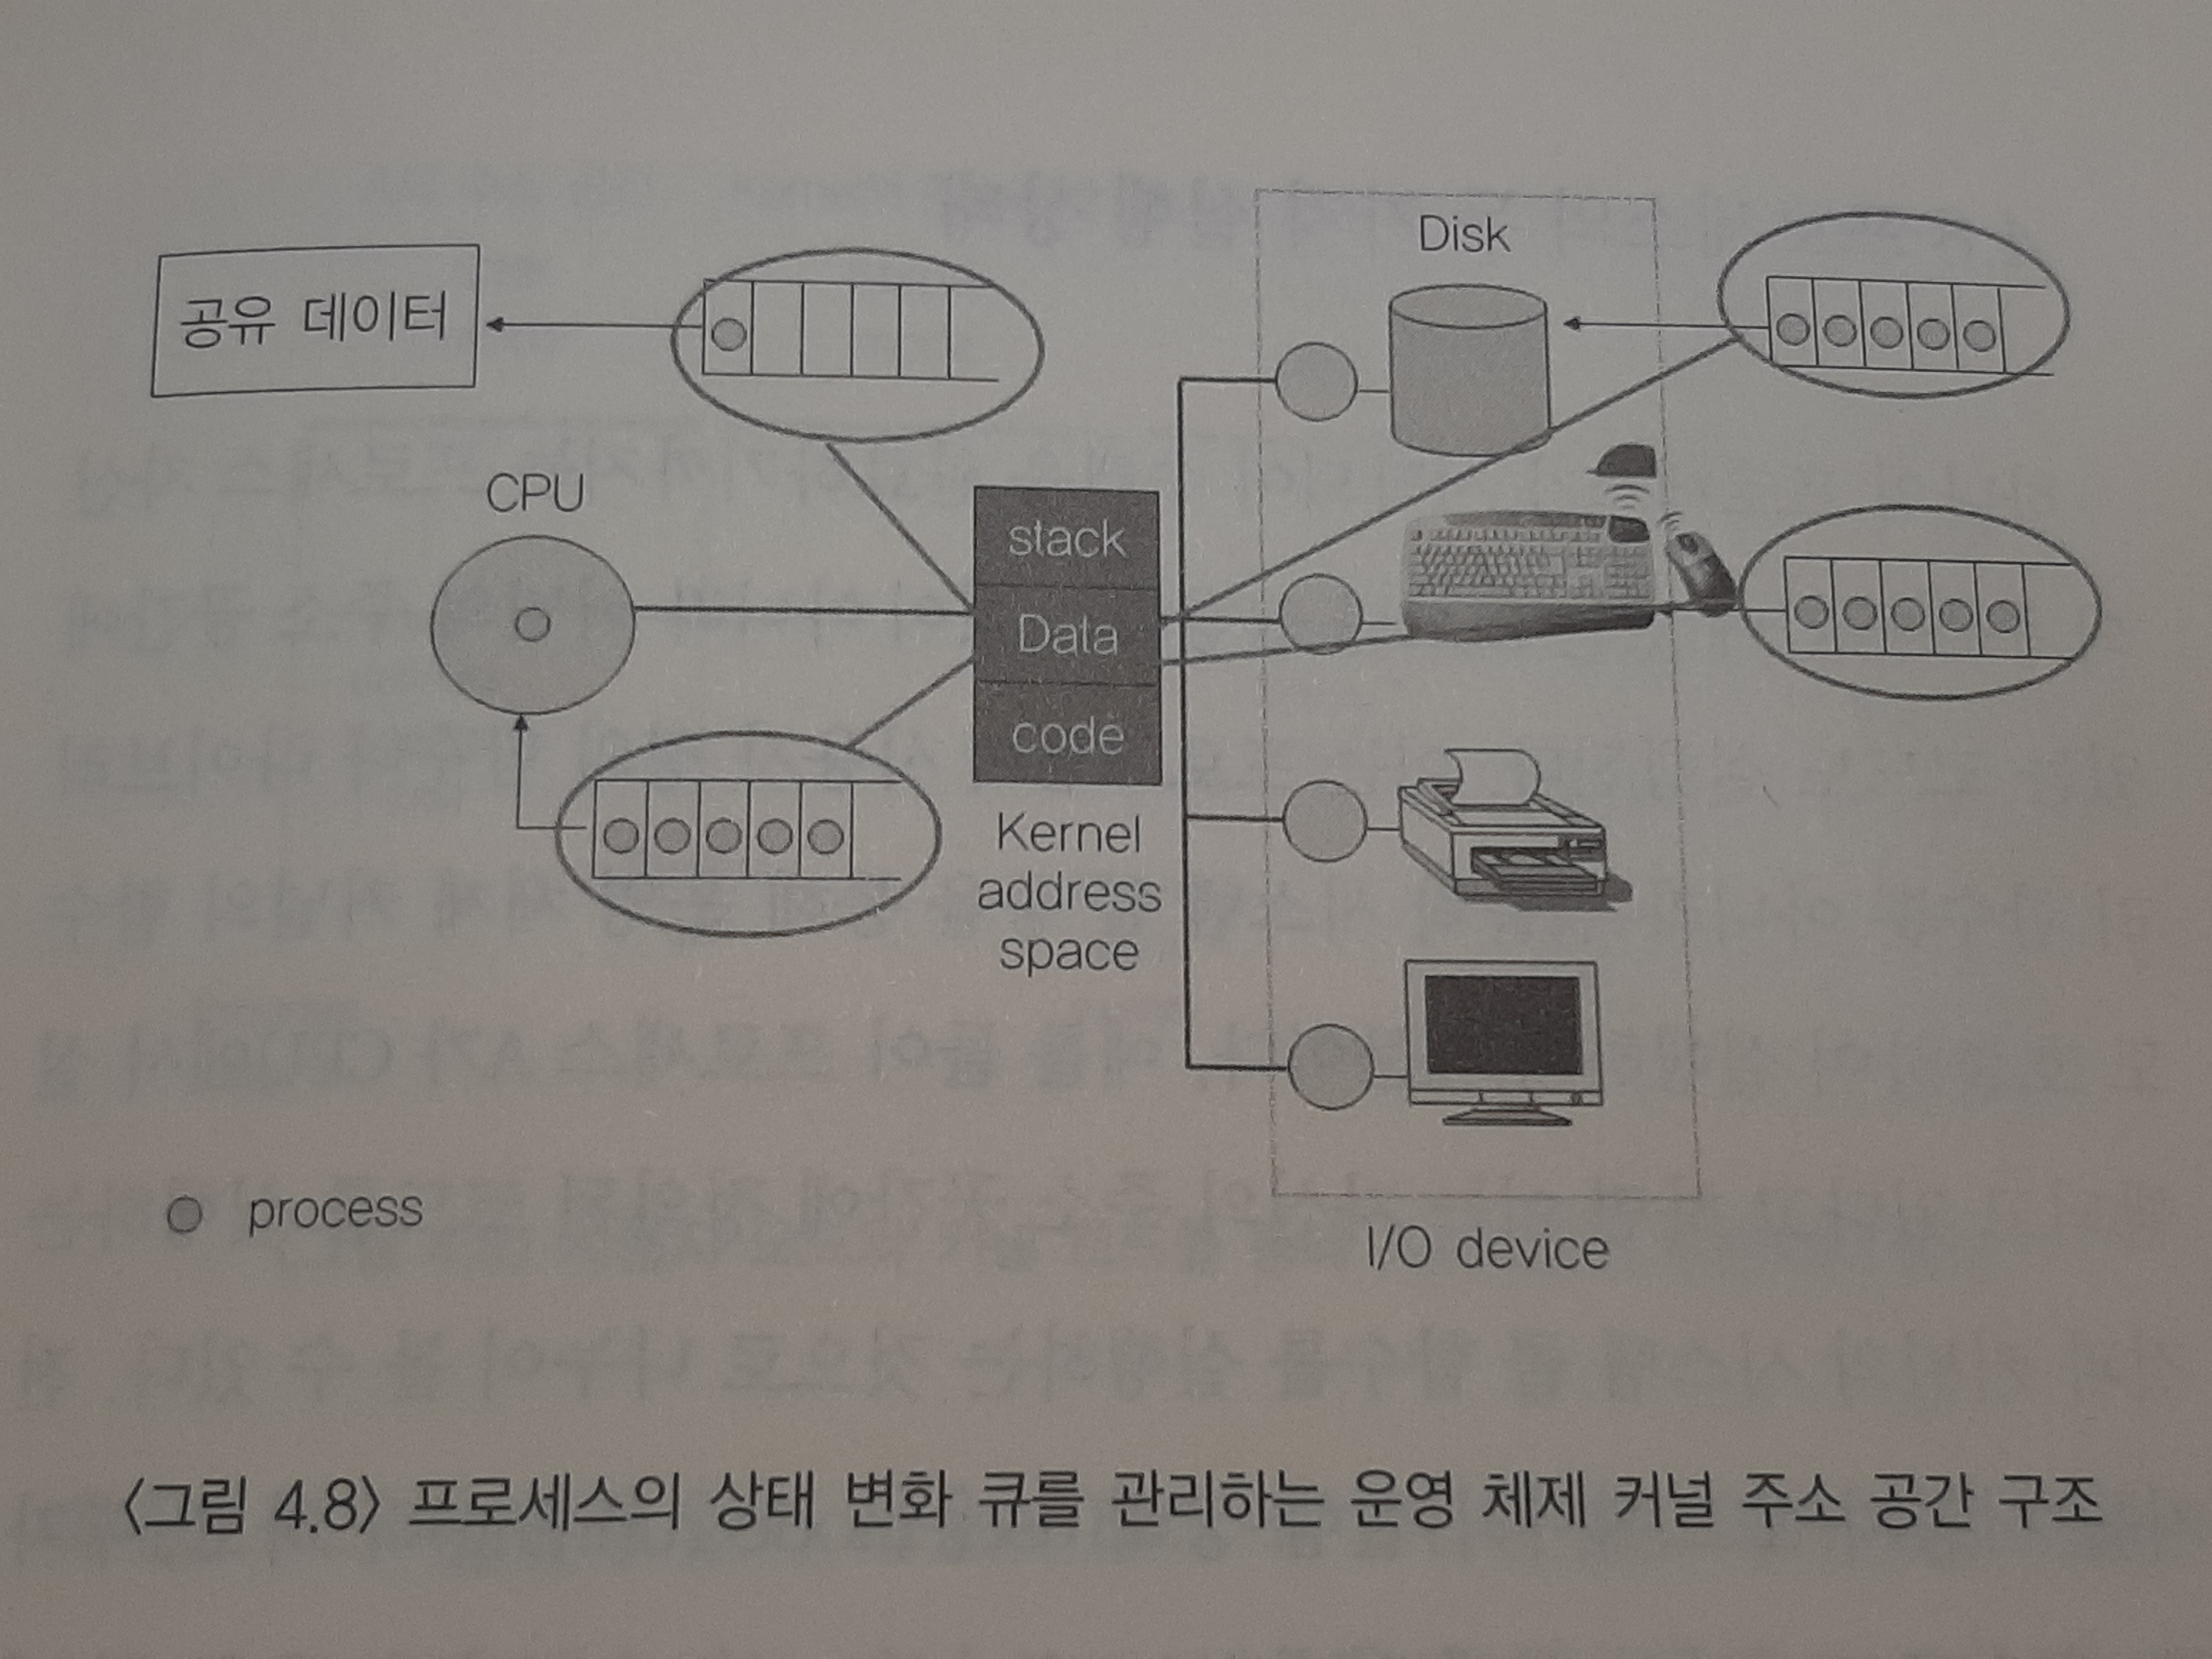 Disk
공유 데이터
CPU
stack
Data
code
Kernel
address
space
process
I/O device
〈그림 4.8〉 프로세스의 상태 변화 큐를 관리하는 운영 체제 커널 주소 공간 구조